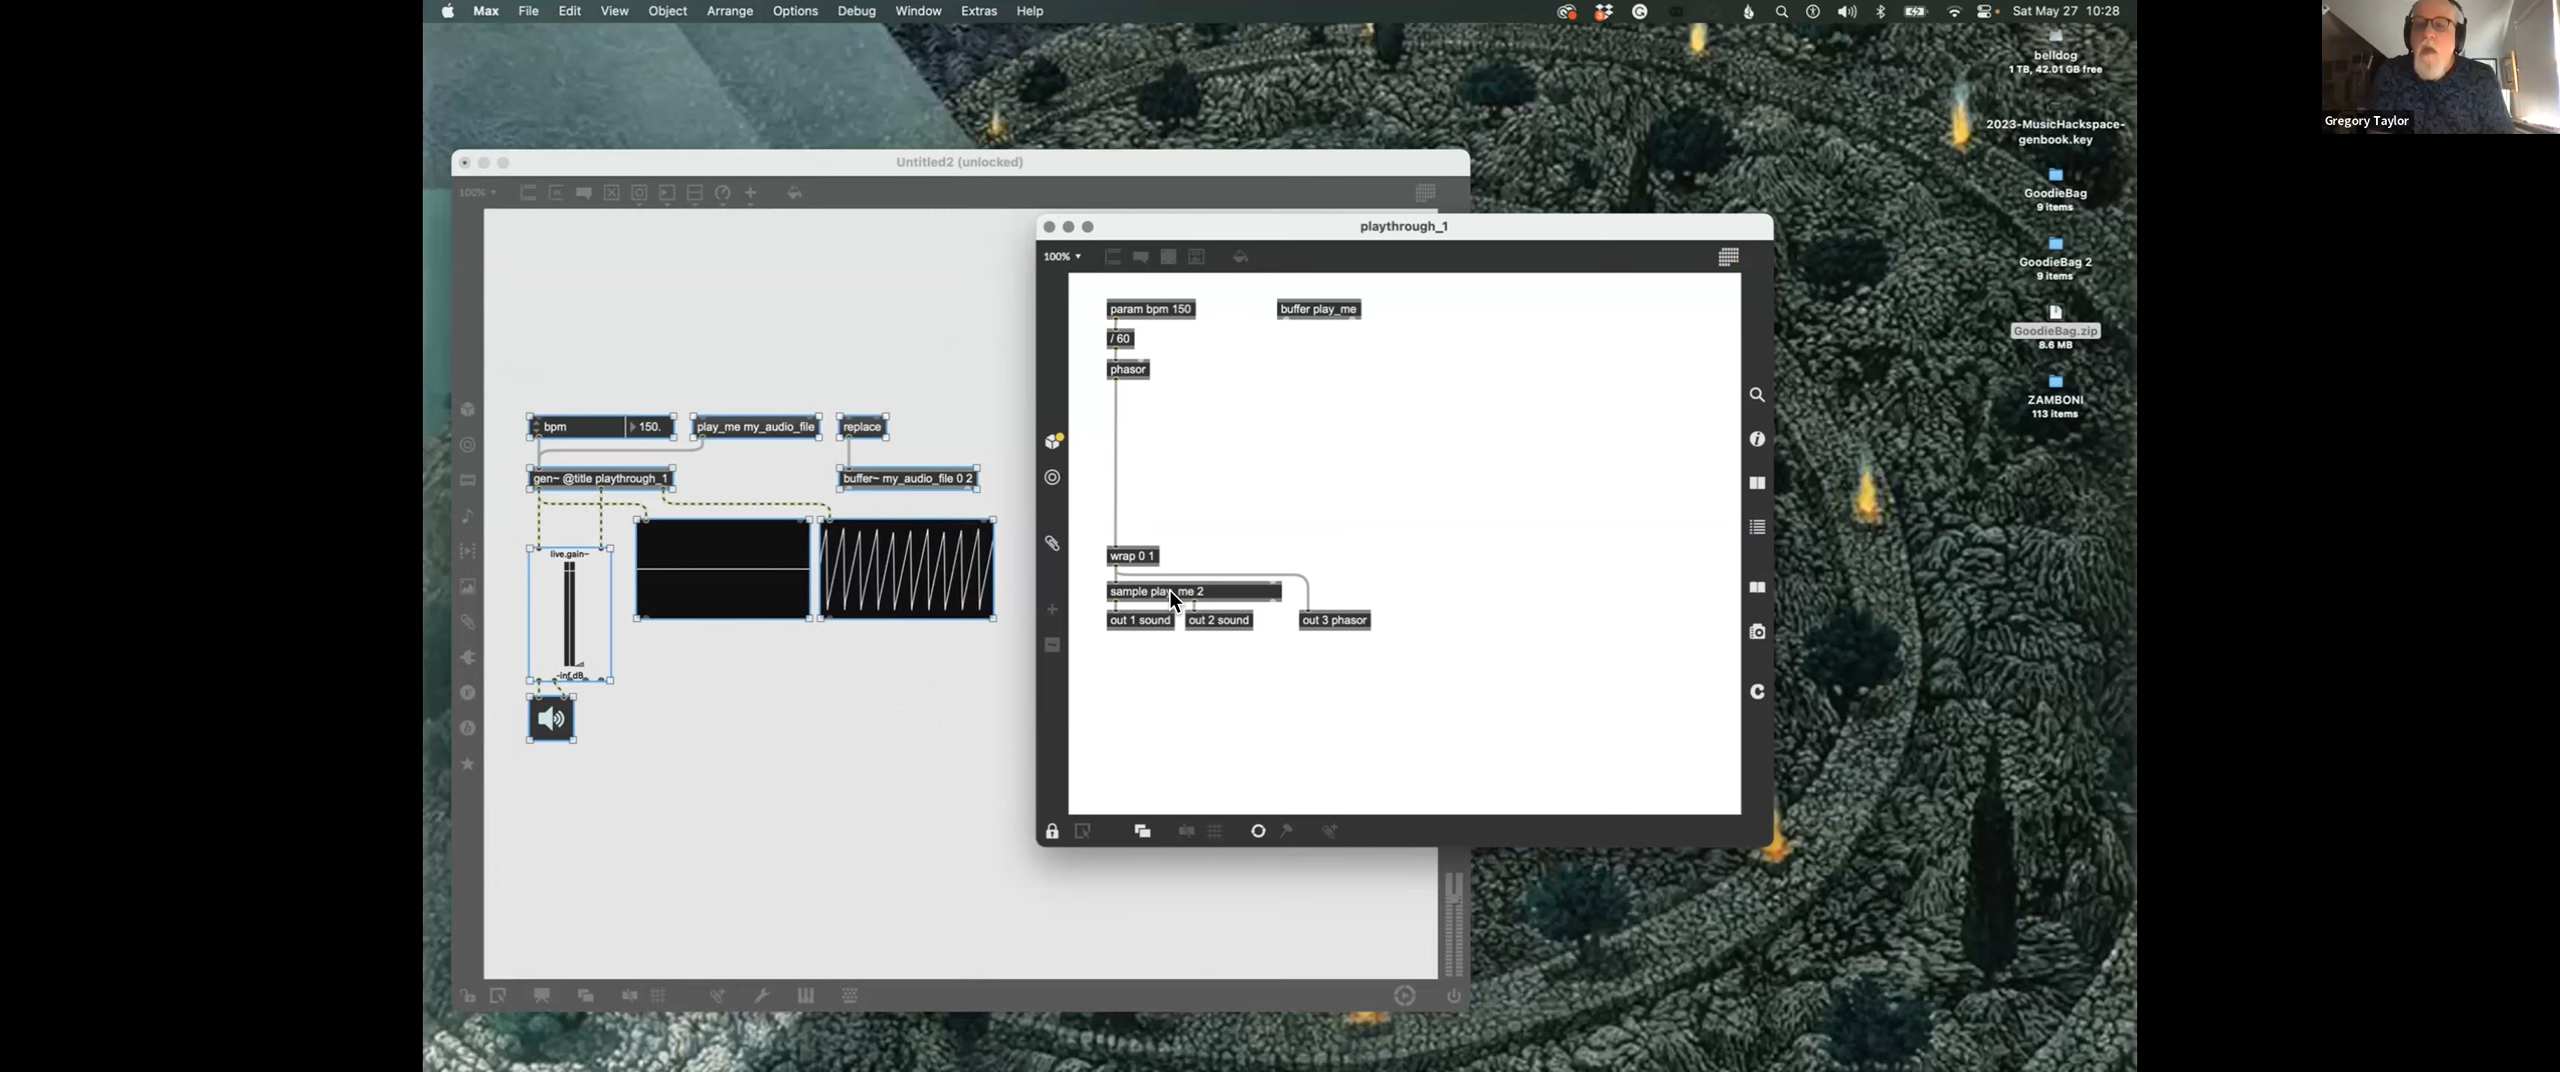 Max File Edit View Object Arrange Options Debug Window Extras Help
Sat May 27 10:28
belldog
1 TB, 42.01 GB free
2023-MusicHackspace-
genbook.key
GoodieBag
9 items
GoodieBag 2
9 items
GoodieBag.zip
8.6 MB
ZAMBONI
113 items
Gregory Taylor
Untitled2 (unlocked)
100%
bpm 150.
play_me my_audio_file
replace
gen~ @title playthrough_1
buffer~ my_audio_file 0 2
live.gain~
-inf dB
playthrough_1
100%
param bpm 150
buffer play_me
/ 60
phasor
wrap 0 1
sample play_me 2
out 1 sound
out 2 sound
out 3 phasor